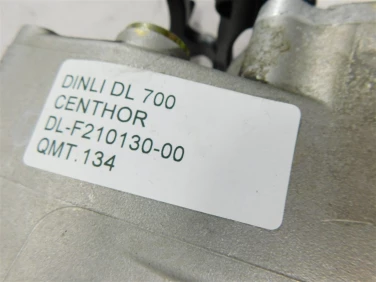 DINLI DL 700
CENTHOR
DL-F210130-00
QMT.134